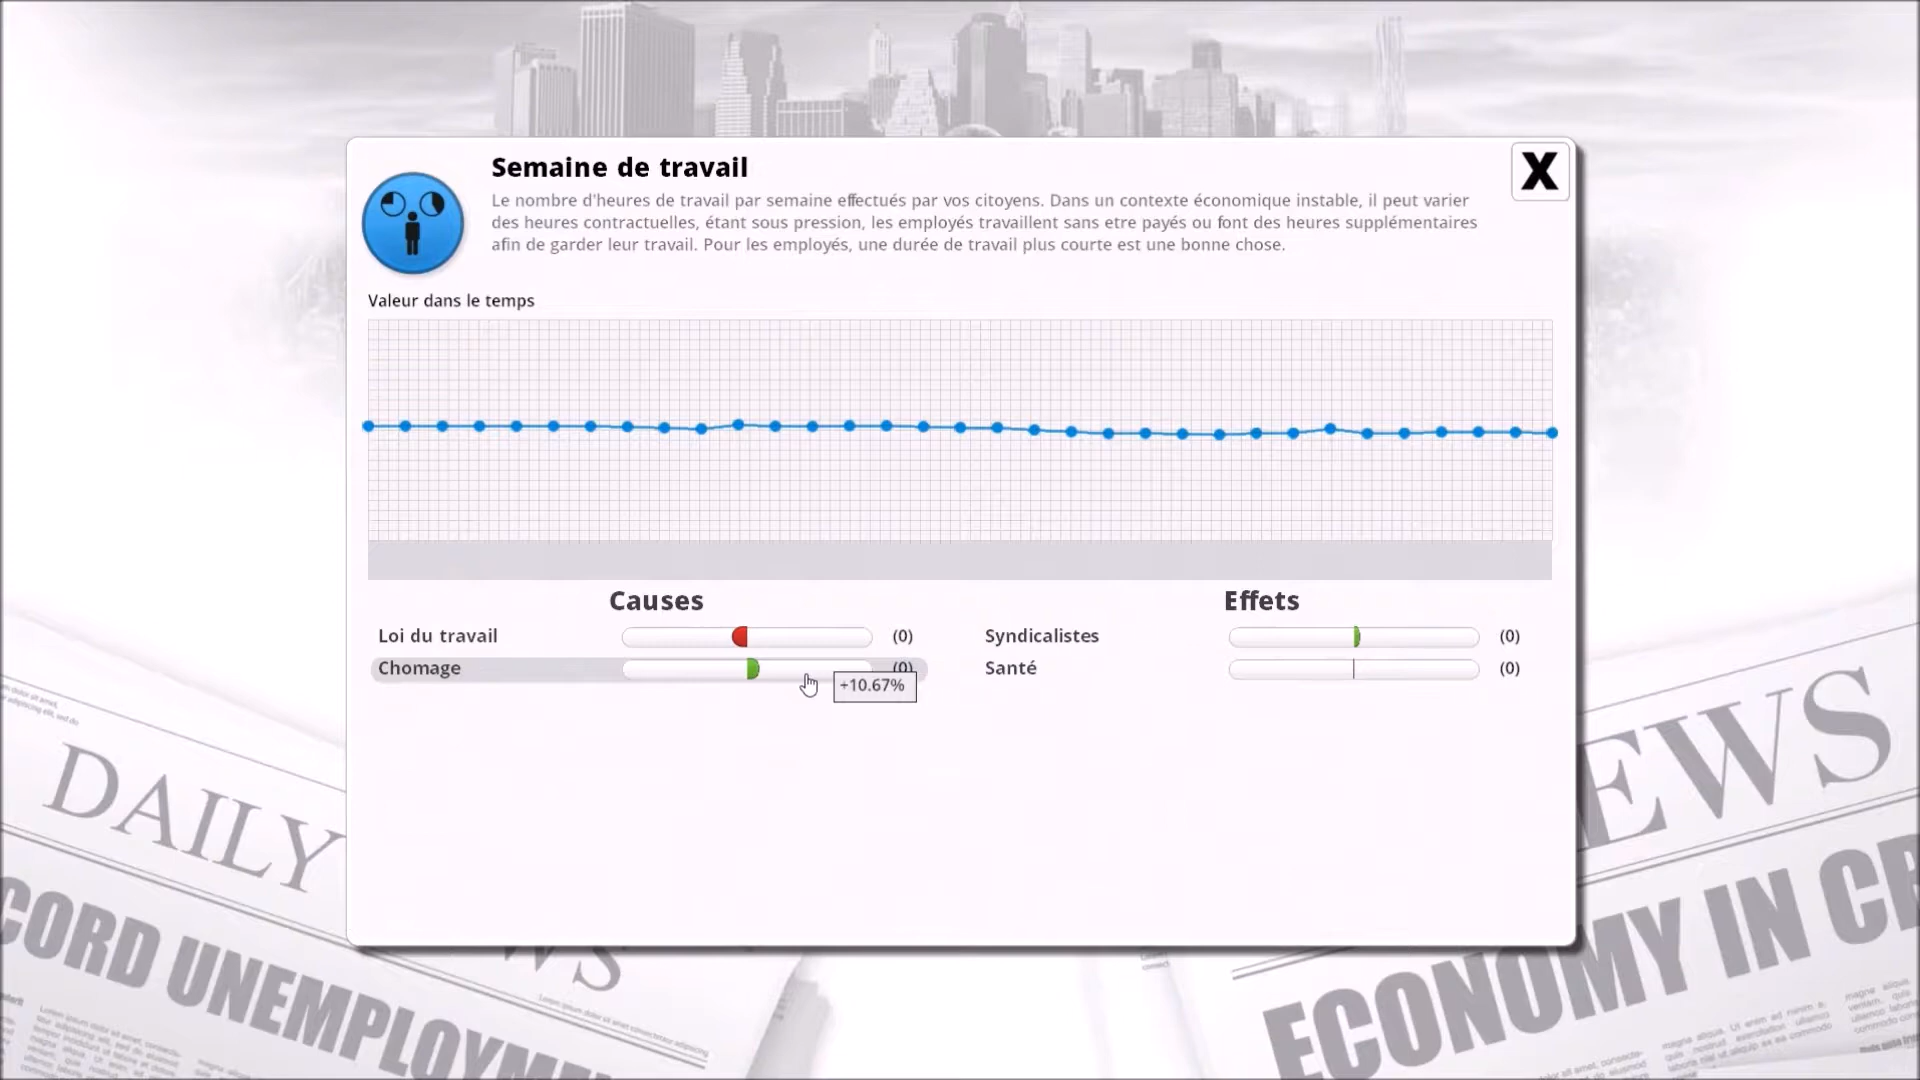 Semaine de travail
X
Le nombre d'heures de travail par semaine effectués par vos citoyens. Dans un contexte économique instable, il peut varier
des heures contractuelles, étant sous pression, les employés travaillent sans etre payés ou font des heures supplémentaires
afin de garder leur travail. Pour les employés, une durée de travail plus courte est une bonne chose.
Valeur dans le temps
Causes
Effets
Loi du travail
(0)
Syndicalistes
(0)
Chomage
(0)
Santé
(0)
+10.67%
DAILY
WS
EWS
CORD UNEMPLOYME
ECONOMY IN CR